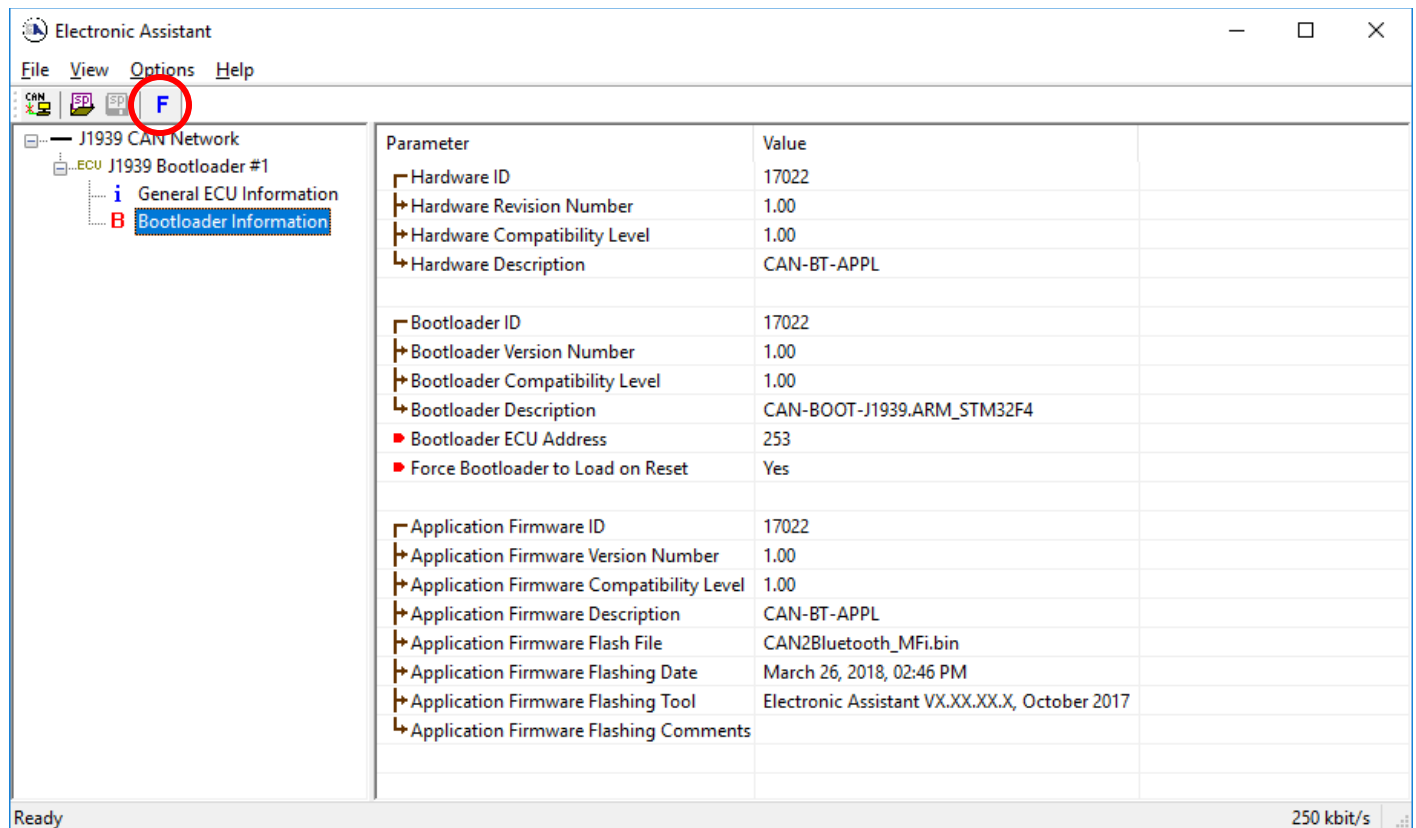 Electronic Assistant
File View Options Help
CAN SP SP F
J1939 CAN Network
ECU J1939 Bootloader #1
i General ECU Information
B Bootloader Information
Parameter Value
Hardware ID 17022
Hardware Revision Number 1.00
Hardware Compatibility Level 1.00
Hardware Description CAN-BT-APPL
Bootloader ID 17022
Bootloader Version Number 1.00
Bootloader Compatibility Level 1.00
Bootloader Description CAN-BOOT-J1939.ARM_STM32F4
Bootloader ECU Address 253
Force Bootloader to Load on Reset Yes
Application Firmware ID 17022
Application Firmware Version Number 1.00
Application Firmware Compatibility Level 1.00
Application Firmware Description CAN-BT-APPL
Application Firmware Flash File CAN2Bluetooth_MFi.bin
Application Firmware Flashing Date March 26, 2018, 02:46 PM
Application Firmware Flashing Tool Electronic Assistant VX.XX.XX.X, October 2017
Application Firmware Flashing Comments
Ready 250 kbit/s